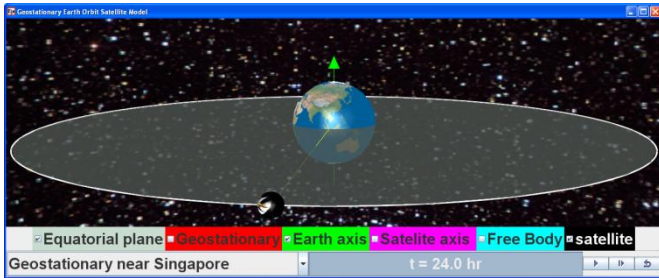 Geostationary Earth Orbit Satellite Model
Equatorial plane Geostationary Earth axis Satelite axis Free Body satellite
Geostationary near Singapore t = 24.0 hr